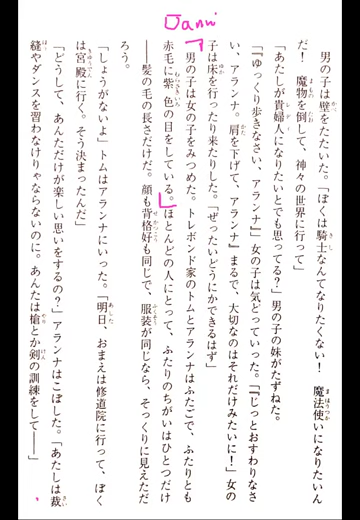 Danni
男の子は壁をたたいた。「ぼくは騎士なんてなりたくない！　魔法使いになりたいん
だ！　魔物を倒して、神々の世界に行って」
「あたしが貴婦人になりたいとでも思ってる？」男の子の妹がたずねた。
「『ゆっくり歩きなさい、アランナ』」女の子は気どっていった。「『じっとおすわりなさ
い、アランナ。肩を下げて、アランナ』まるで、大切なのはそれだけみたいに！」女の
子は床を行ったり来たりした。「ぜったいどうにかできるはず」
男の子は女の子をみつめた。トレボンド家のトムとアランナはふたごで、ふたりとも
赤毛に紫色の目をしている。ほとんどの人にとって、ふたりのちがいはひとつだけ
――髪の毛の長さだけだ。顔も背格好も同じで、服装が同じなら、そっくりに見えただ
ろう。
「しょうがないよ」トムはアランナにいった。「明日、おまえは修道院に行って、ぼく
は宮殿に行く。そう決まったんだ」
「どうして、あんただけが楽しい思いをするの？」アランナはこぼした。「あたしは裁
縫やダンスを習わなけりゃならないのに。あんたは槍とか剣の訓練をして――」